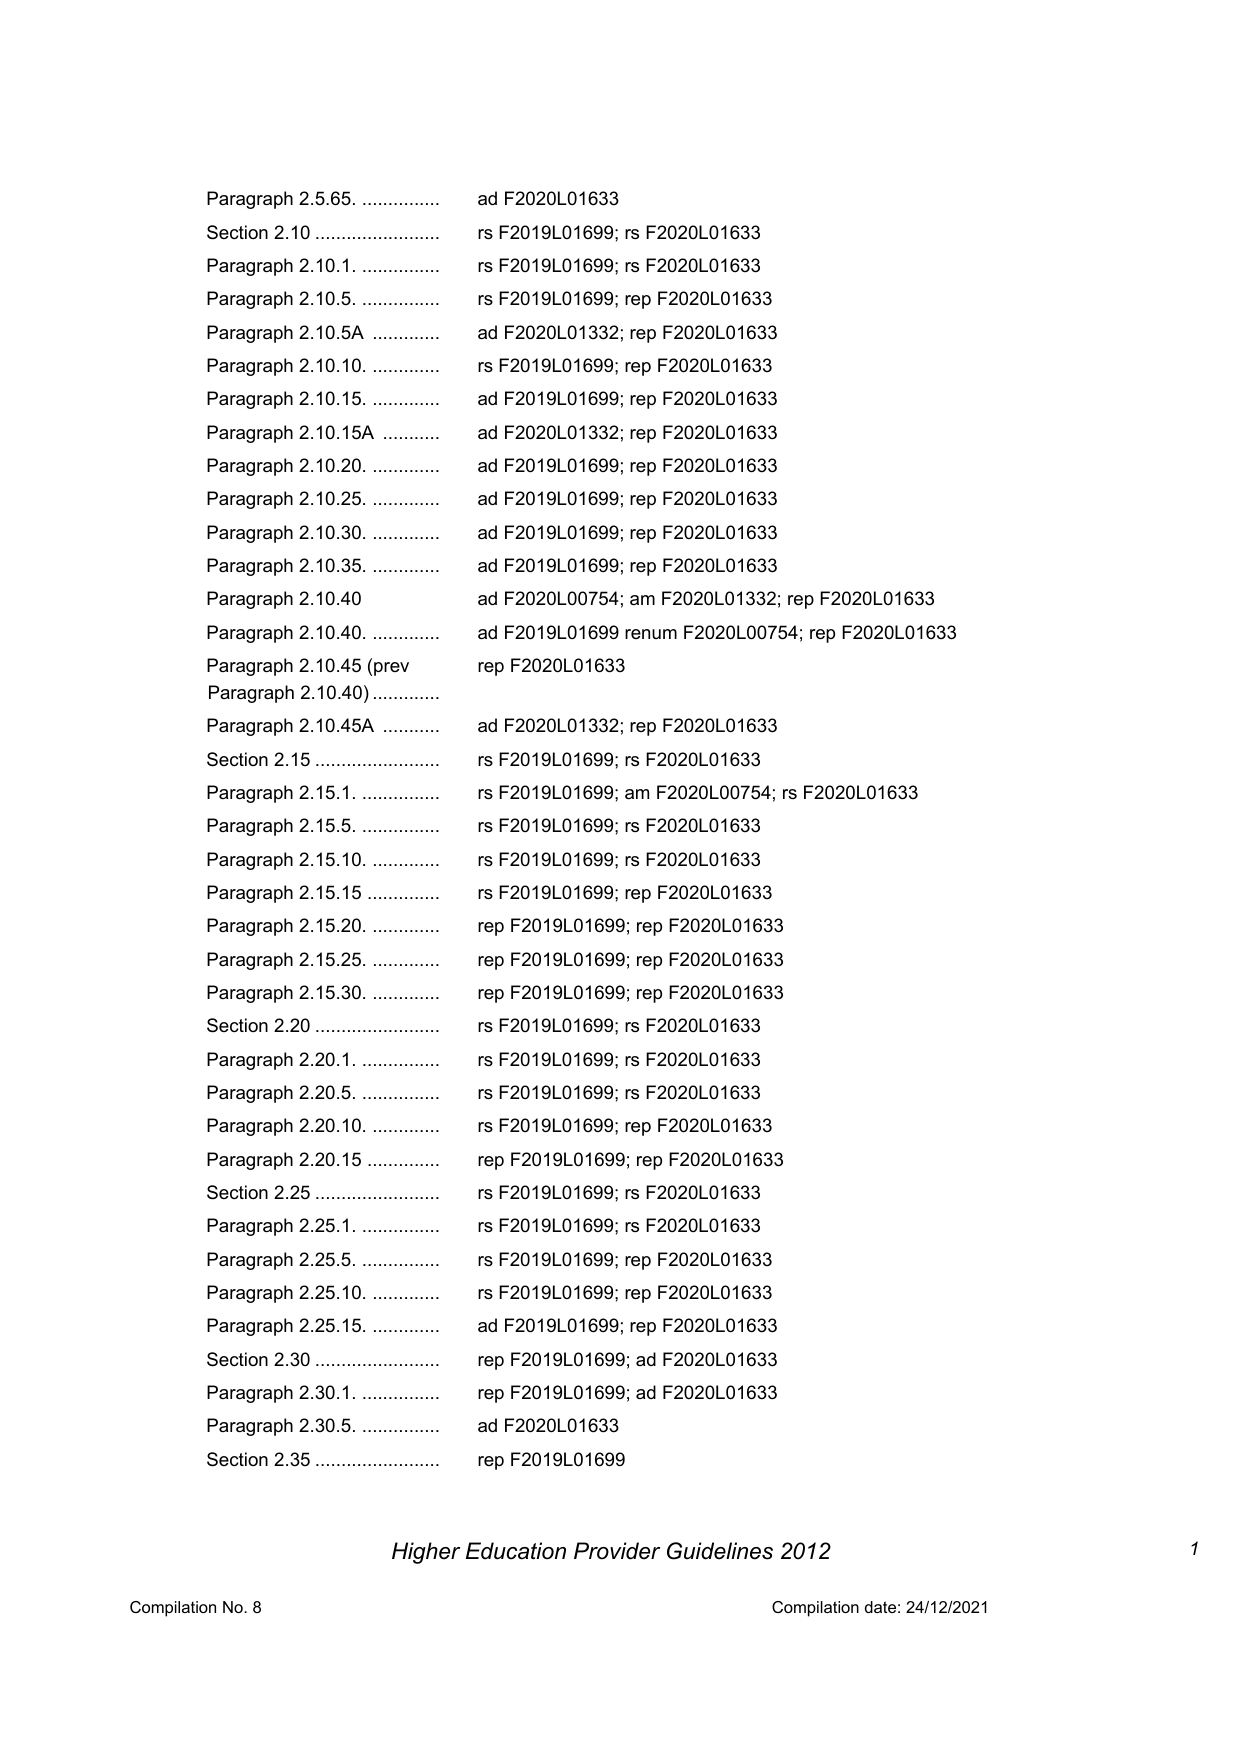 Paragraph 2.5.65. ............... ad F2020L01633
Section 2.10 ........................ rs F2019L01699; rs F2020L01633
Paragraph 2.10.1. ............... rs F2019L01699; rs F2020L01633
Paragraph 2.10.5. ............... rs F2019L01699; rep F2020L01633
Paragraph 2.10.5A ............. ad F2020L01332; rep F2020L01633
Paragraph 2.10.10. ............. rs F2019L01699; rep F2020L01633
Paragraph 2.10.15. ............. ad F2019L01699; rep F2020L01633
Paragraph 2.10.15A ........... ad F2020L01332; rep F2020L01633
Paragraph 2.10.20. ............. ad F2019L01699; rep F2020L01633
Paragraph 2.10.25. ............. ad F2019L01699; rep F2020L01633
Paragraph 2.10.30. ............. ad F2019L01699; rep F2020L01633
Paragraph 2.10.35. ............. ad F2019L01699; rep F2020L01633
Paragraph 2.10.40 ad F2020L00754; am F2020L01332; rep F2020L01633
Paragraph 2.10.40. ............. ad F2019L01699 renum F2020L00754; rep F2020L01633
Paragraph 2.10.45 (prev rep F2020L01633
Paragraph 2.10.40) .............
Paragraph 2.10.45A ........... ad F2020L01332; rep F2020L01633
Section 2.15 ........................ rs F2019L01699; rs F2020L01633
Paragraph 2.15.1. ............... rs F2019L01699; am F2020L00754; rs F2020L01633
Paragraph 2.15.5. ............... rs F2019L01699; rs F2020L01633
Paragraph 2.15.10. ............. rs F2019L01699; rs F2020L01633
Paragraph 2.15.15 .............. rs F2019L01699; rep F2020L01633
Paragraph 2.15.20. ............. rep F2019L01699; rep F2020L01633
Paragraph 2.15.25. ............. rep F2019L01699; rep F2020L01633
Paragraph 2.15.30. ............. rep F2019L01699; rep F2020L01633
Section 2.20 ........................ rs F2019L01699; rs F2020L01633
Paragraph 2.20.1. ............... rs F2019L01699; rs F2020L01633
Paragraph 2.20.5. ............... rs F2019L01699; rs F2020L01633
Paragraph 2.20.10. ............. rs F2019L01699; rep F2020L01633
Paragraph 2.20.15 .............. rep F2019L01699; rep F2020L01633
Section 2.25 ........................ rs F2019L01699; rs F2020L01633
Paragraph 2.25.1. ............... rs F2019L01699; rs F2020L01633
Paragraph 2.25.5. ............... rs F2019L01699; rep F2020L01633
Paragraph 2.25.10. ............. rs F2019L01699; rep F2020L01633
Paragraph 2.25.15. ............. ad F2019L01699; rep F2020L01633
Section 2.30 ........................ rep F2019L01699; ad F2020L01633
Paragraph 2.30.1. ............... rep F2019L01699; ad F2020L01633
Paragraph 2.30.5. ............... ad F2020L01633
Section 2.35 ........................ rep F2019L01699
Higher Education Provider Guidelines 2012 1
Compilation No. 8 Compilation date: 24/12/2021